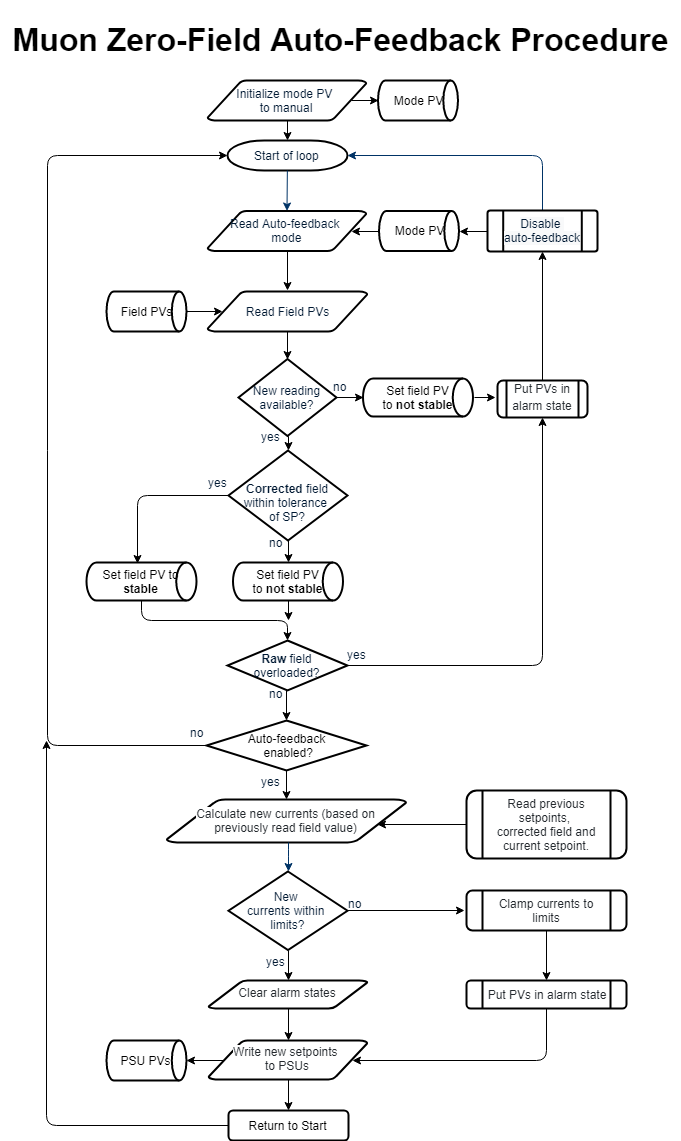 Muon Zero-Field Auto-Feedback Procedure
Initialize mode PV
to manual
Mode PV
Start of loop
Read Auto-feedback
mode
Mode PV
Disable
auto-feedback
Field PVs
Read Field PVs
New reading
available?
no
Set field PV
to not stable
Put PVs in
alarm state
yes
Corrected field
within tolerance
of SP?
yes
no
Set field PV to
stable
Set field PV
to not stable
Raw field
overloaded?
yes
no
Auto-feedback
enabled?
no
yes
Calculate new currents (based on
previously read field value)
Read previous
setpoints,
corrected field and
current setpoint.
New
currents within
limits?
no
Clamp currents to
limits
yes
Clear alarm states
Put PVs in alarm state
Write new setpoints
to PSUs
PSU PVs
Return to Start